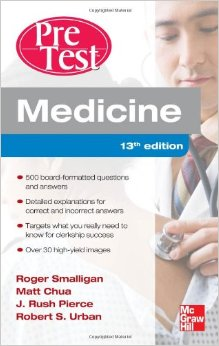 Pre
Test
Medicine
13th edition
• 500 board-formatted questions
and answers
• Detailed explanations for
correct and incorrect answers
• Targets what you really need to
know for clerkship success
• Over 30 high-yield images
Roger Smalligan
Matt Chua
J. Rush Pierce
Robert S. Urban
Mc
Graw
Hill